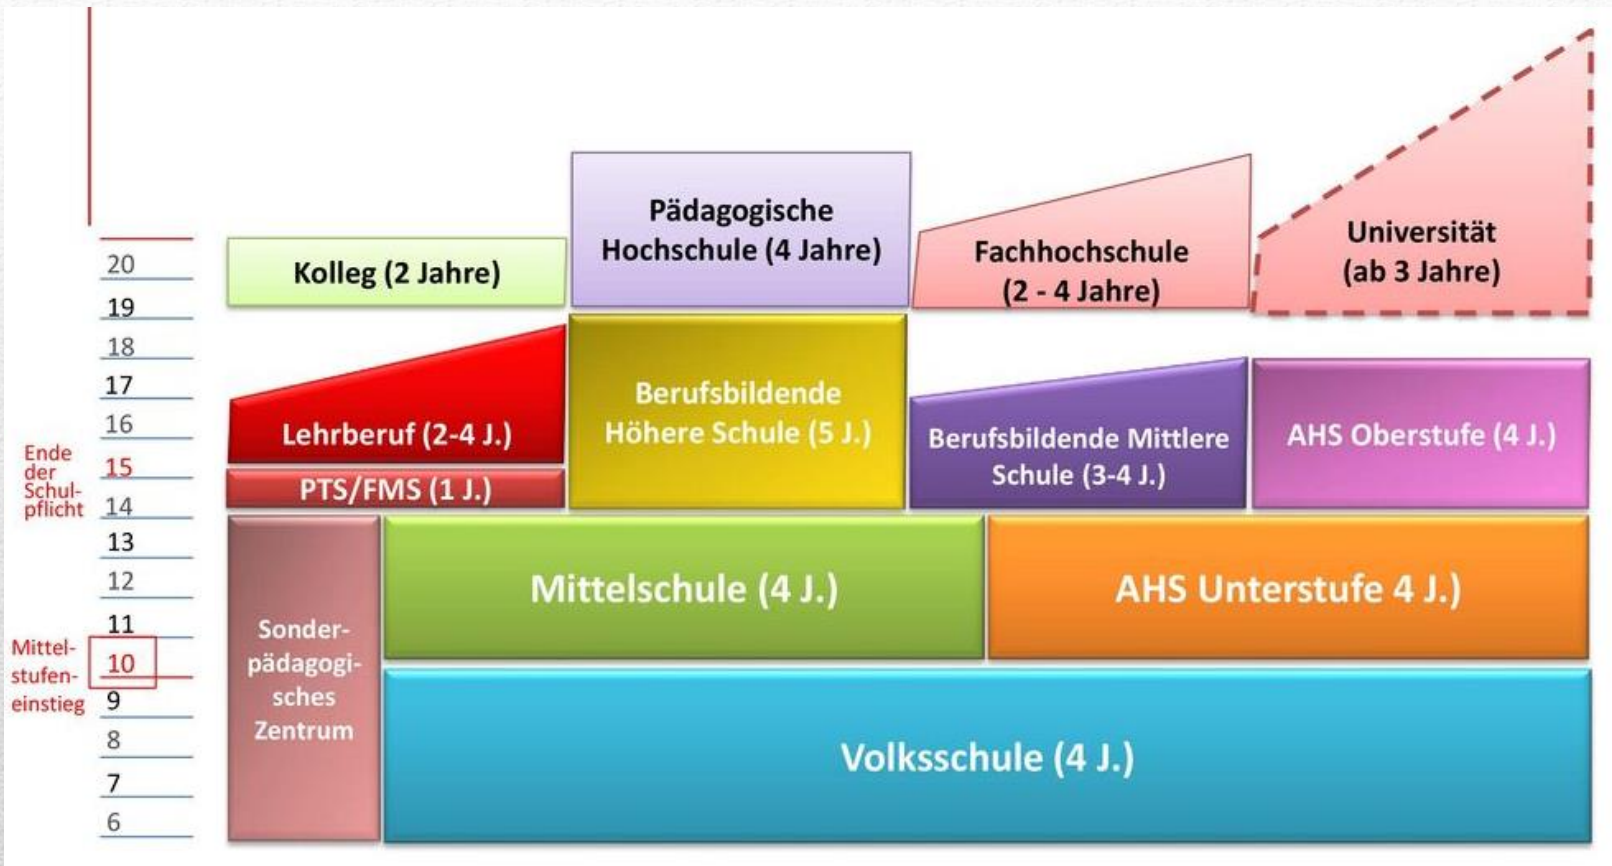 Pädagogische
Hochschule (4 Jahre)
Kolleg (2 Jahre)
Fachhochschule
(2 - 4 Jahre)
Universität
(ab 3 Jahre)
20
19
18
17
16
15
14
13
12
11
10
9
8
7
6
Ende
der
Schul-
pflicht
Mittel-
stufen-
einstieg
Lehrberuf (2-4 J.)
PTS/FMS (1 J.)
Berufsbildende
Höhere Schule (5 J.)
Berufsbildende Mittlere
Schule (3-4 J.)
AHS Oberstufe (4 J.)
Sonder-
pädagogi-
sches
Zentrum
Mittelschule (4 J.)
AHS Unterstufe 4 J.)
Volksschule (4 J.)